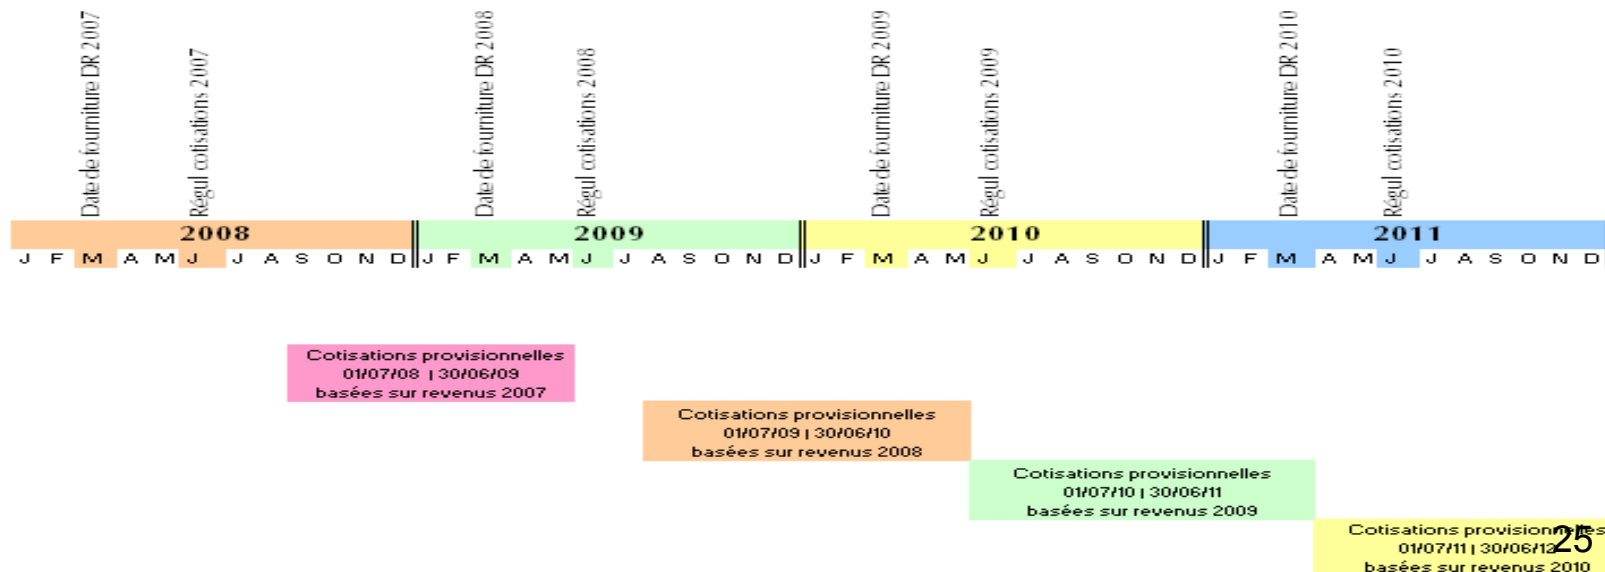 Date de fourniture DR 2007
Régul cotisations 2007
Date de fourniture DR 2008
Régul cotisations 2008
Date de fourniture DR 2009
Régul cotisations 2009
Date de fourniture DR 2010
Régul cotisations 2010
2008 2009 2010 2011
J F M A M J J A S O N D J F M A M J J A S O N D J F M A M J J A S O N D J F M A M J J A S O N D
Cotisations provisionnelles
01/07/08 | 30/06/09
basées sur revenus 2007
Cotisations provisionnelles
01/07/09 | 30/06/10
basées sur revenus 2008
Cotisations provisionnelles
01/07/10 | 30/06/11
basées sur revenus 2009
Cotisations provisionnelles
01/07/11 | 30/06/12
basées sur revenus 2010
25